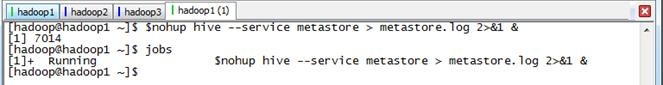 hadoop1 hadoop2 hadoop3 hadoop1 (1)
[hadoop@hadoop1 ~]$ $nohup hive --service metastore > metastore.log 2>&1 &
[1] 7014
[hadoop@hadoop1 ~]$ jobs
[1]+  Running                 $nohup hive --service metastore > metastore.log 2>&1 &
[hadoop@hadoop1 ~]$